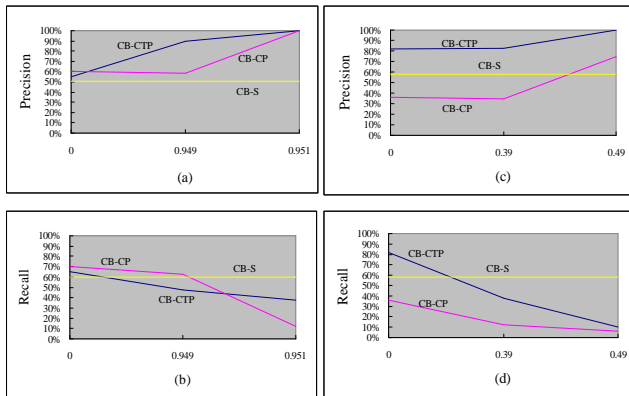 100%
90%
80%
70%
60%
50%
40%
30%
20%
10%
0%
Precision
CB-CTP
CB-CP
CB-S
0
0.949
0.951
(a)
100%
90%
80%
70%
60%
50%
40%
30%
20%
10%
0%
Precision
CB-CTP
CB-S
CB-CP
0
0.39
0.49
(c)
100%
90%
80%
70%
60%
50%
40%
30%
20%
10%
0%
Recall
CB-CP
CB-S
CB-CTP
0
0.949
0.951
(b)
100%
90%
80%
70%
60%
50%
40%
30%
20%
10%
0%
Recall
CB-CTP
CB-S
CB-CP
0
0.39
0.49
(d)